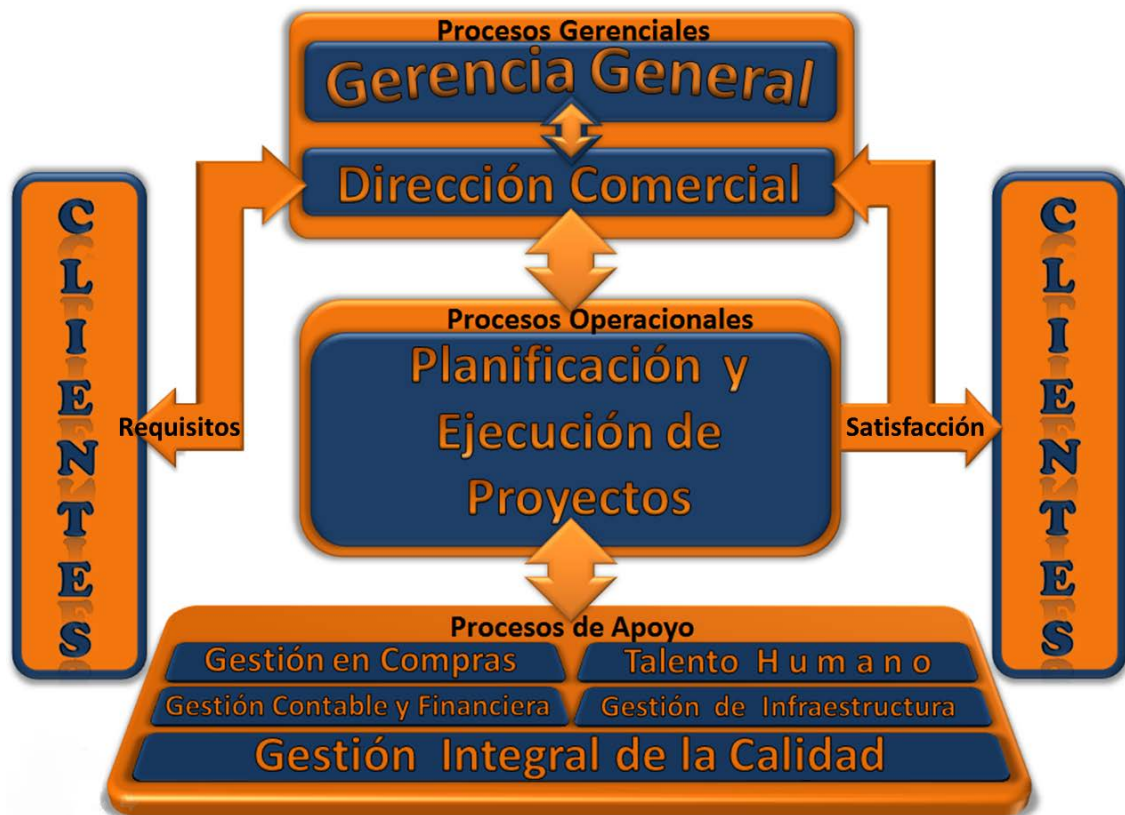 Procesos Gerenciales
Gerencia General
Dirección Comercial
CLIENTES
Requisitos
Procesos Operacionales
Planificación y
Ejecución de
Proyectos
Satisfacción
CLIENTES
Procesos de Apoyo
Gestión en Compras
Talento Humano
Gestión Contable y Financiera
Gestión de Infraestructura
Gestión Integral de la Calidad